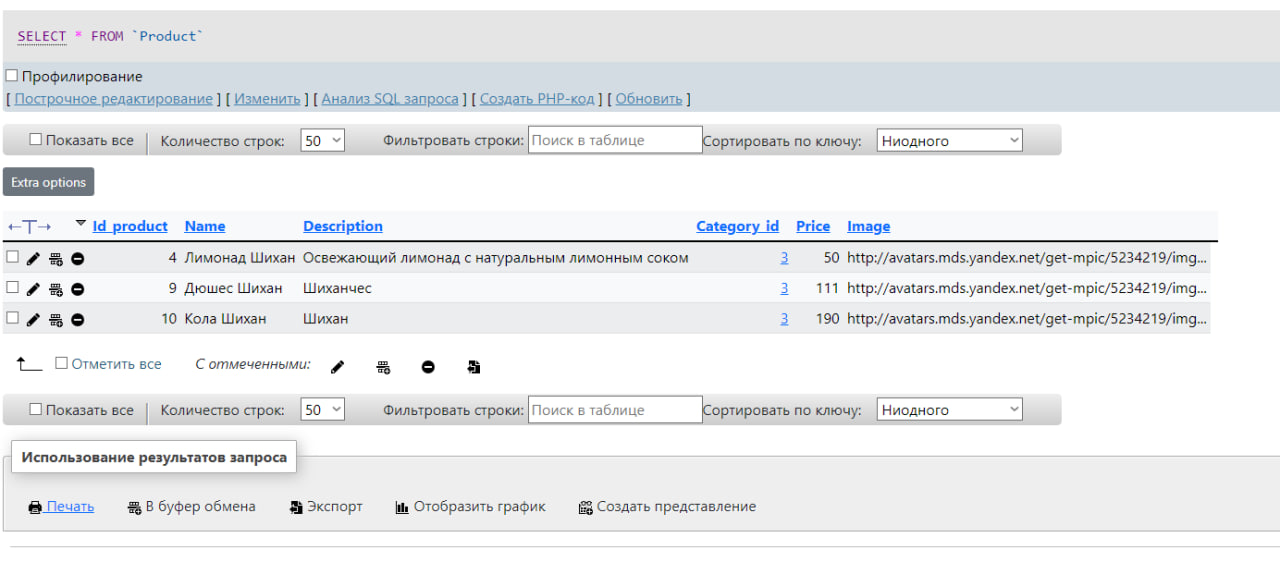 SELECT * FROM `Product`
Профилирование
[ Построчное редактирование ] [ Изменить ] [ Анализ SQL запроса ] [ Создать PHP-код ] [ Обновить ]
Показать все | Количество строк: 50 Фильтровать строки: Поиск в таблице Сортировать по ключу: Ниодного
Extra options
←T→ Id_product Name Description Category_id Price Image
4 Лимонад Шихан Освежающий лимонад с натуральным лимонным соком 3 50 http://avatars.mds.yandex.net/get-mpic/5234219/img...
9 Дюшес Шихан Шиханчес 3 111 http://avatars.mds.yandex.net/get-mpic/5234219/img...
10 Кола Шихан Шихан 3 190 http://avatars.mds.yandex.net/get-mpic/5234219/img...
Отметить все С отмеченными:
Показать все | Количество строк: 50 Фильтровать строки: Поиск в таблице Сортировать по ключу: Ниодного
Использование результатов запроса
Печать В буфер обмена Экспорт Отобразить график Создать представление